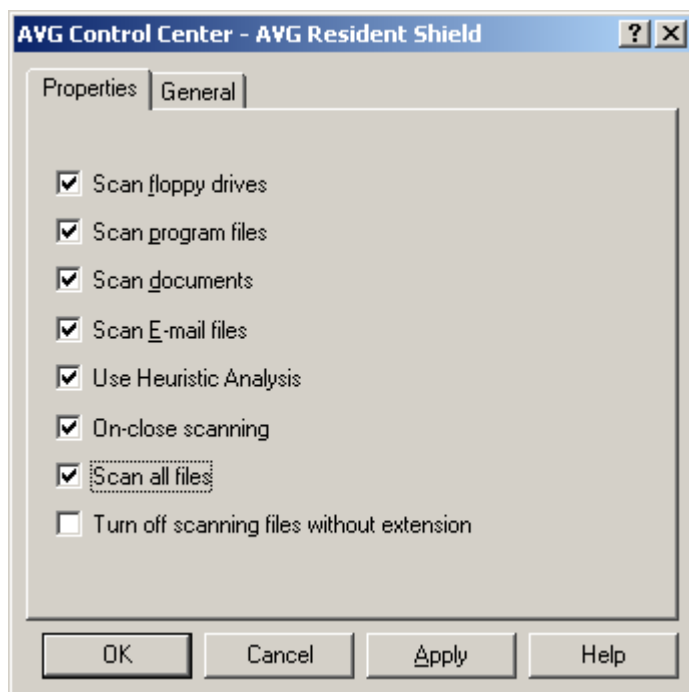 AVG Control Center - AVG Resident Shield
Properties
General
Scan floppy drives
Scan program files
Scan documents
Scan E-mail files
Use Heuristic Analysis
On-close scanning
Scan all files
Turn off scanning files without extension
OK
Cancel
Apply
Help